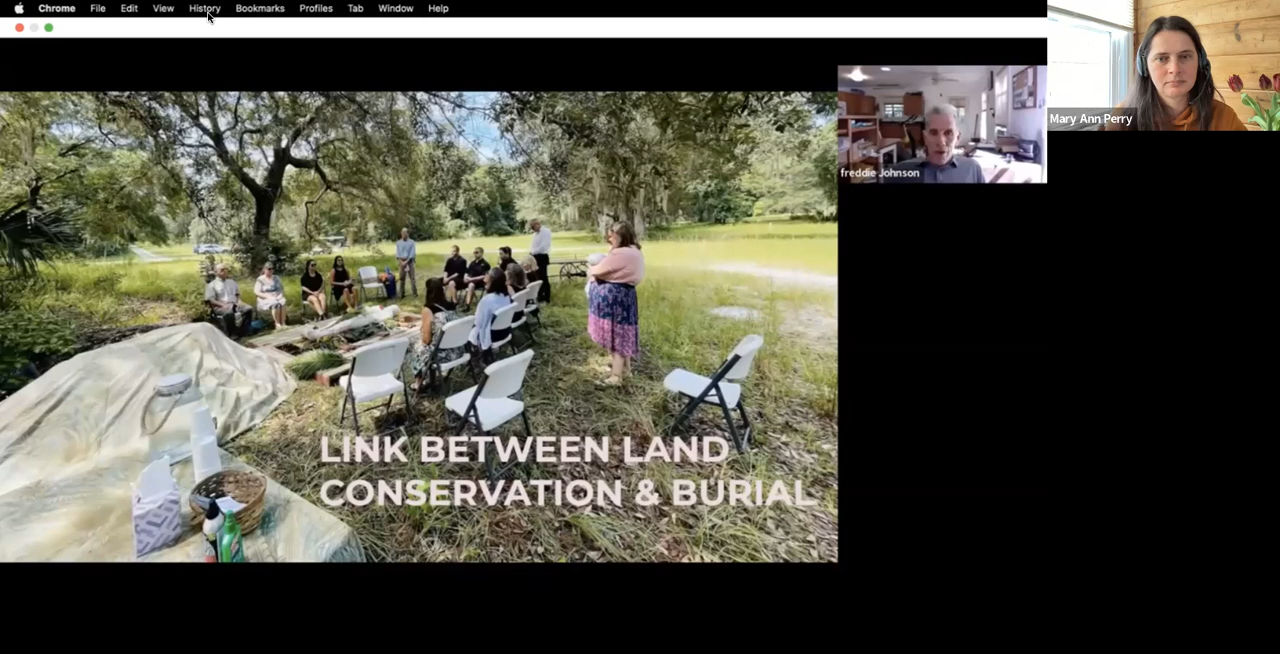 Chrome File Edit View History Bookmarks Profiles Tab Window Help
Mary Ann Perry
freddie Johnson
LINK BETWEEN LAND
CONSERVATION & BURIAL